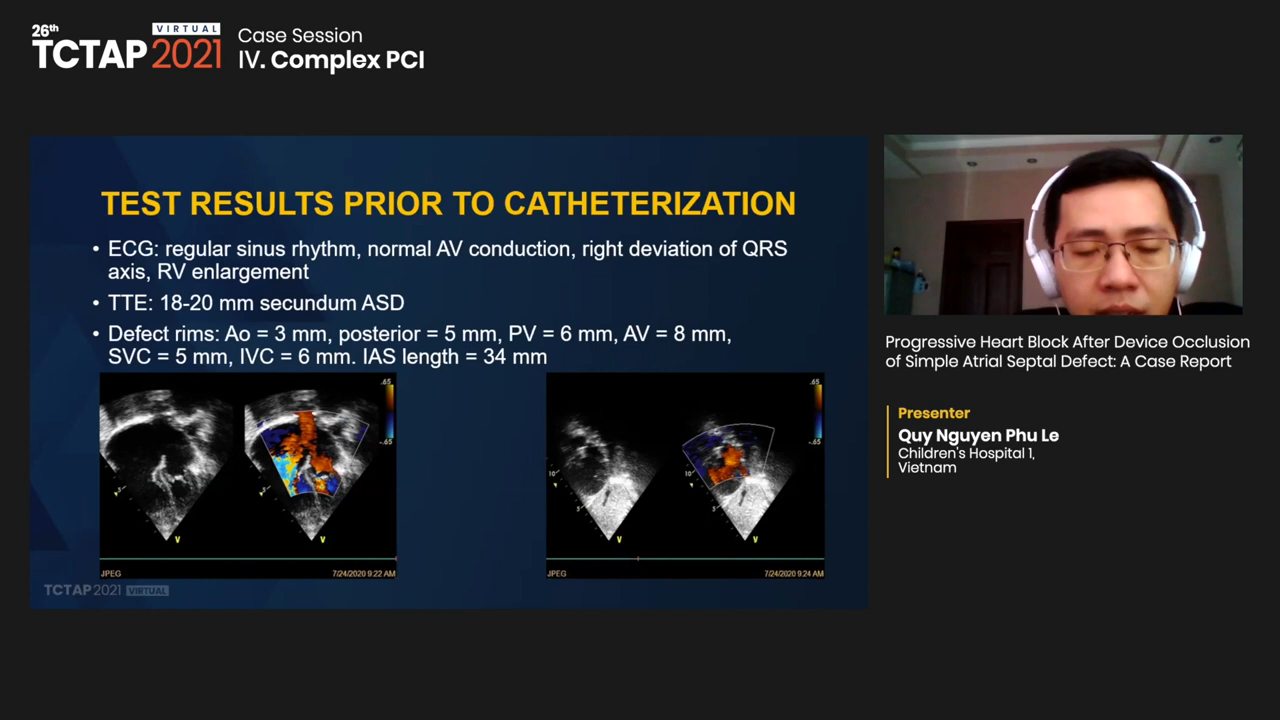 26th
TCTAP
VIRTUAL
2021
Case Session
IV. Complex PCI
TEST RESULTS PRIOR TO CATHETERIZATION
• ECG: regular sinus rhythm, normal AV conduction, right deviation of QRS
axis, RV enlargement
• TTE: 18-20 mm secundum ASD
• Defect rims: Ao = 3 mm, posterior = 5 mm, PV = 6 mm, AV = 8 mm,
SVC = 5 mm, IVC = 6 mm. IAS length = 34 mm
.65
-.65
5
V
V
JPEG
7/24/2020 9:22 AM
.65
-.65
10
10
5
5
V
V
JPEG
7/24/2020 9:24 AM
TCTAP 2021 VIRTUAL
Progressive Heart Block After Device Occlusion
of Simple Atrial Septal Defect: A Case Report
Presenter
Quy Nguyen Phu Le
Children's Hospital 1,
Vietnam